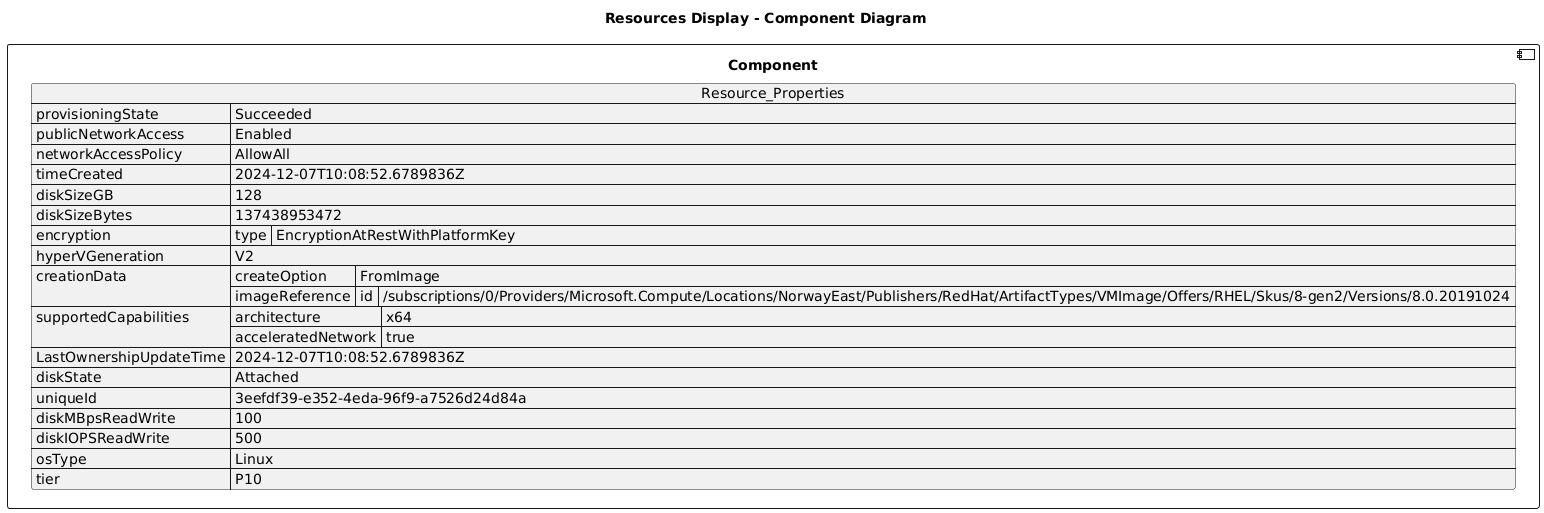 Resources Display - Component Diagram
Component
Resource_Properties
provisioningState Succeeded
publicNetworkAccess Enabled
networkAccessPolicy AllowAll
timeCreated 2024-12-07T10:08:52.6789836Z
diskSizeGB 128
diskSizeBytes 137438953472
encryption type EncryptionAtRestWithPlatformKey
hyperVGeneration V2
creationData createOption FromImage
imageReference id /subscriptions/0/Providers/Microsoft.Compute/Locations/NorwayEast/Publishers/RedHat/ArtifactTypes/VMImage/Offers/RHEL/Skus/8-gen2/Versions/8.0.20191024
supportedCapabilities architecture x64
acceleratedNetwork true
LastOwnershipUpdateTime 2024-12-07T10:08:52.6789836Z
diskState Attached
uniqueId 3eefdf39-e352-4eda-96f9-a7526d24d84a
diskMBpsReadWrite 100
diskIOPSReadWrite 500
osType Linux
tier P10